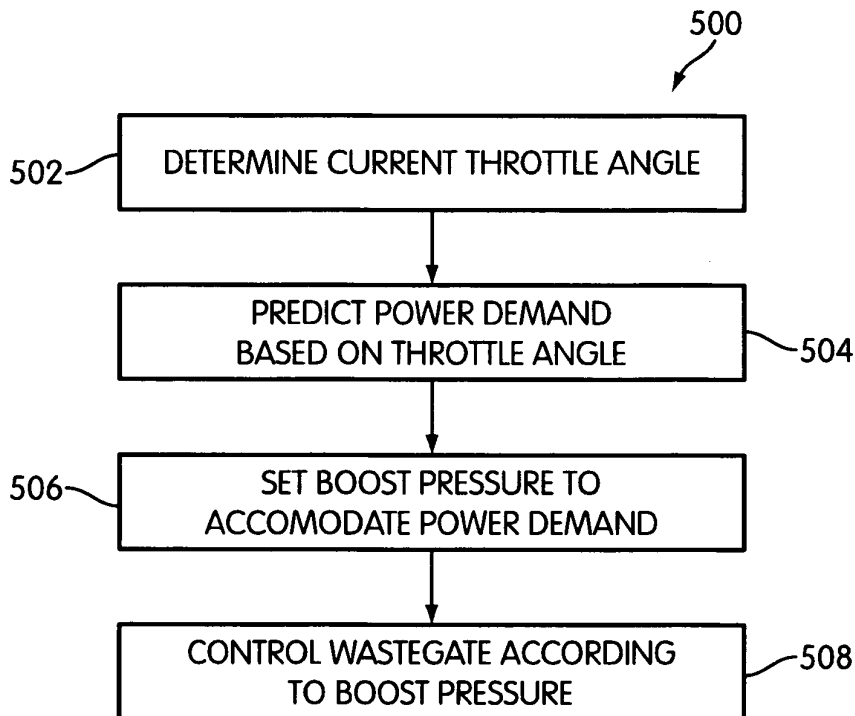 500
502
DETERMINE CURRENT THROTTLE ANGLE
PREDICT POWER DEMAND
BASED ON THROTTLE ANGLE
504
506
SET BOOST PRESSURE TO
ACCOMODATE POWER DEMAND
CONTROL WASTEGATE ACCORDING
TO BOOST PRESSURE
508